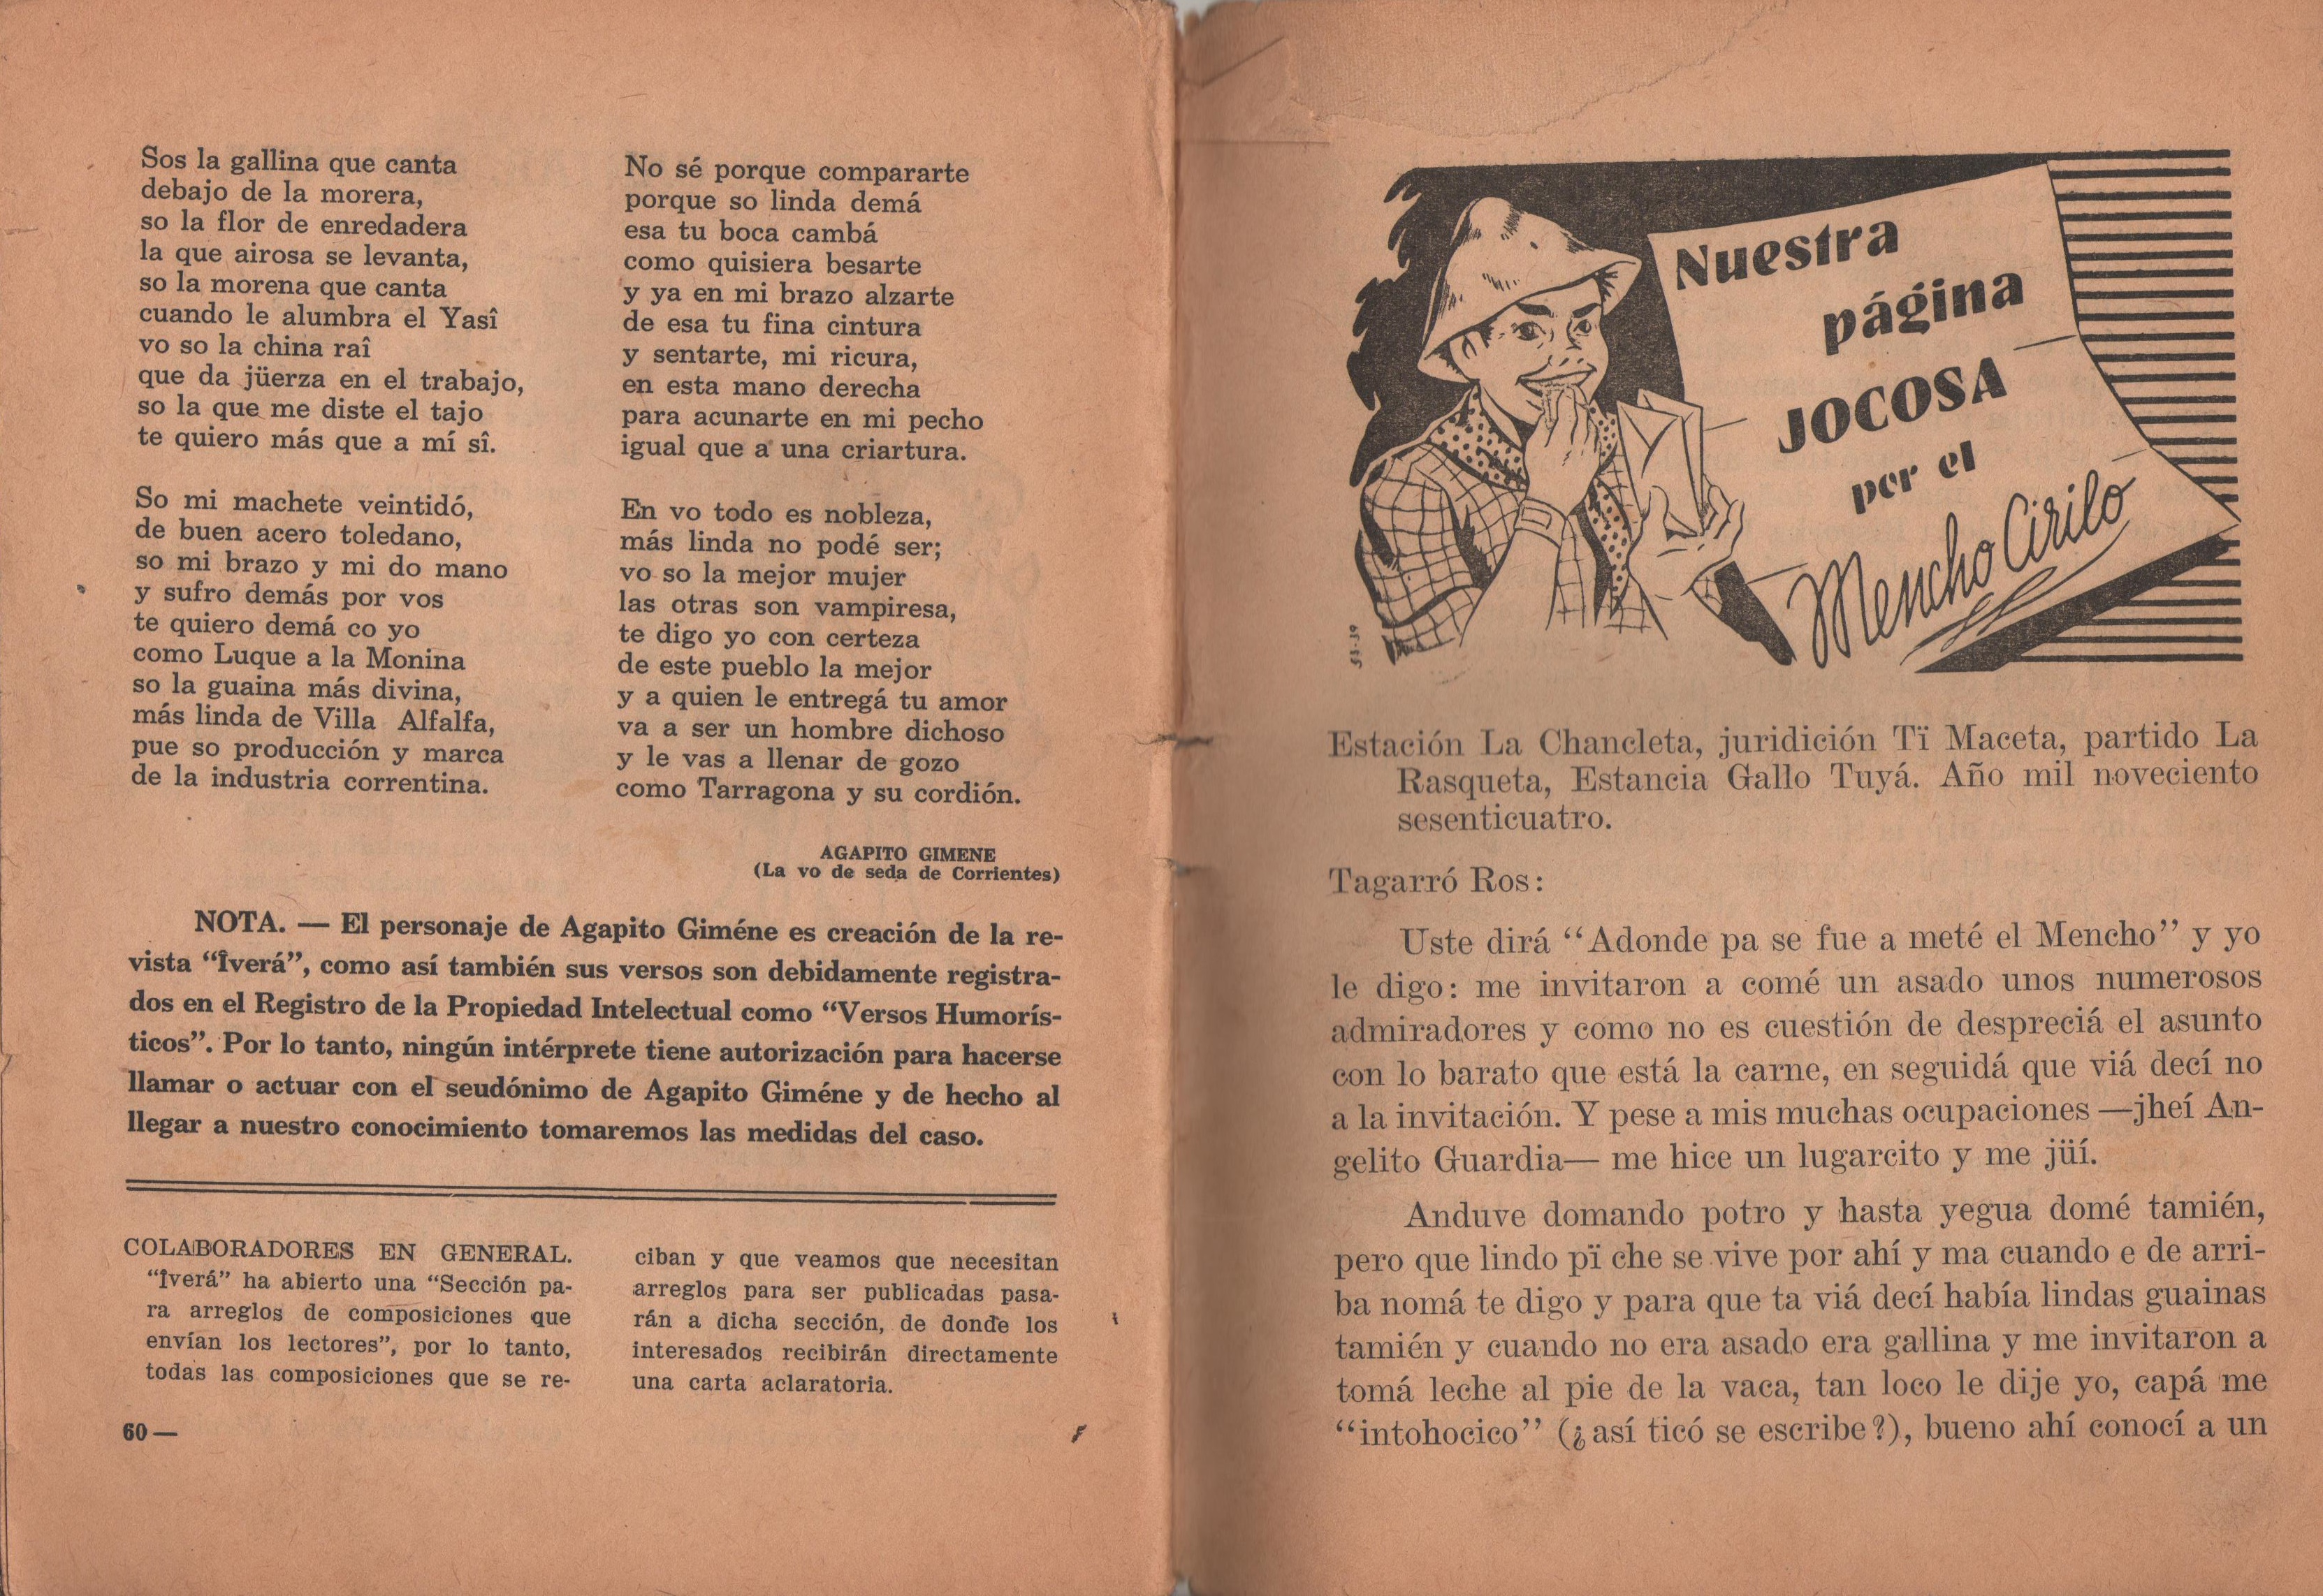 Sos la gallina que canta
debajo de la morera,
so la flor de enredadera
la que airosa se levanta,
so la morena que canta
cuando le alumbra el Yasî
vo so la china raî
que da jüerza en el trabajo,
so la que me diste el tajo
te quiero más que a mí sî.
So mi machete veintidó,
de buen acero toledano,
so mi brazo y mi do mano
y sufro demás por vos
te quiero demá co yo
como Luque a la Monina
so la guaina más divina,
más linda de Villa Alfalfa,
pue so producción y marca
de la industria correntina.
No sé porque compararte
porque so linda demá
esa tu boca cambá
como quisiera besarte
y ya en mi brazo alzarte
de esa tu fina cintura
y sentarte, mi ricura,
en esta mano derecha
para acunarte en mi pecho
igual que a una criartura.
En vo todo es nobleza,
más linda no podé ser;
vo so la mejor mujer
las otras son vampiresa,
te digo yo con certeza
de este pueblo la mejor
y a quien le entregá tu amor
va a ser un hombre dichoso
y le vas a llenar de gozo
como Tarragona y su cordión.
AGAPITO GIMENE
(La vo de seda de Corrientes)
NOTA. — El personaje de Agapito Giméne es creación de la re-
vista “Îverá”, como así también sus versos son debidamente registra-
dos en el Registro de la Propiedad Intelectual como “Versos Humorís-
ticos”. Por lo tanto, ningún intérprete tiene autorización para hacerse
llamar o actuar con el seudónimo de Agapito Giméne y de hecho al
llegar a nuestro conocimiento tomaremos las medidas del caso.
COLABORADORES EN GENERAL.
“Îverá” ha abierto una “Sección pa-
ra arreglos de composiciones que
envían los lectores”, por lo tanto,
todas las composiciones que se re-
ciban y que veamos que necesitan
arreglos para ser publicadas pasa-
rán a dicha sección, de donde los
interesados recibirán directamente
una carta aclaratoria.
60 —
Nuestra
página
JOCOSA
por el
Mencho Cirilo
Estación La Chancleta, juridición Tï Maceta, partido La
Rasqueta, Estancia Gallo Tuyá. Año mil noveciento
sesenticuatro.
Tagarró Ros:
Uste dirá “Adonde pa se fue a meté el Mencho” y yo
le digo: me invitaron a comé un asado unos numerosos
admiradores y como no es cuestión de despreciá el asunto
con lo barato que está la carne, en seguidá que viá decí no
a la invitación. Y pese a mis muchas ocupaciones —jheí An-
gelito Guardia— me hice un lugarcito y me jüí.
Anduve domando potro y hasta yegua domé tamién,
pero que lindo pï che se vive por ahí y ma cuando e de arri-
ba nomá te digo y para que ta viá decí había lindas guainas
tamién y cuando no era asado era gallina y me invitaron a
tomá leche al pie de la vaca, tan loco le dije yo, capá me
“intohocico” (¿así ticó se escribe?), bueno ahí conocí a un